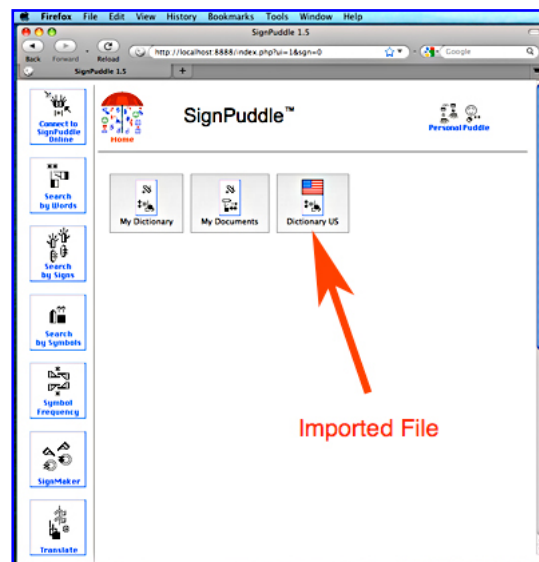 Firefox File Edit View History Bookmarks Tools Window Help
SignPuddle 1.5
Back Forward Reload
http://localhost:8888/index.php?ui=1&sgn=0
Google
SignPuddle 1.5
Connect to
SignPuddle
Online
Home
SignPuddle™
Personal Puddle
Search
by Words
My Dictionary My Documents Dictionary US
Search
by Signs
Search
by Symbols
Symbol
Frequency
Imported File
SignMaker
Translate